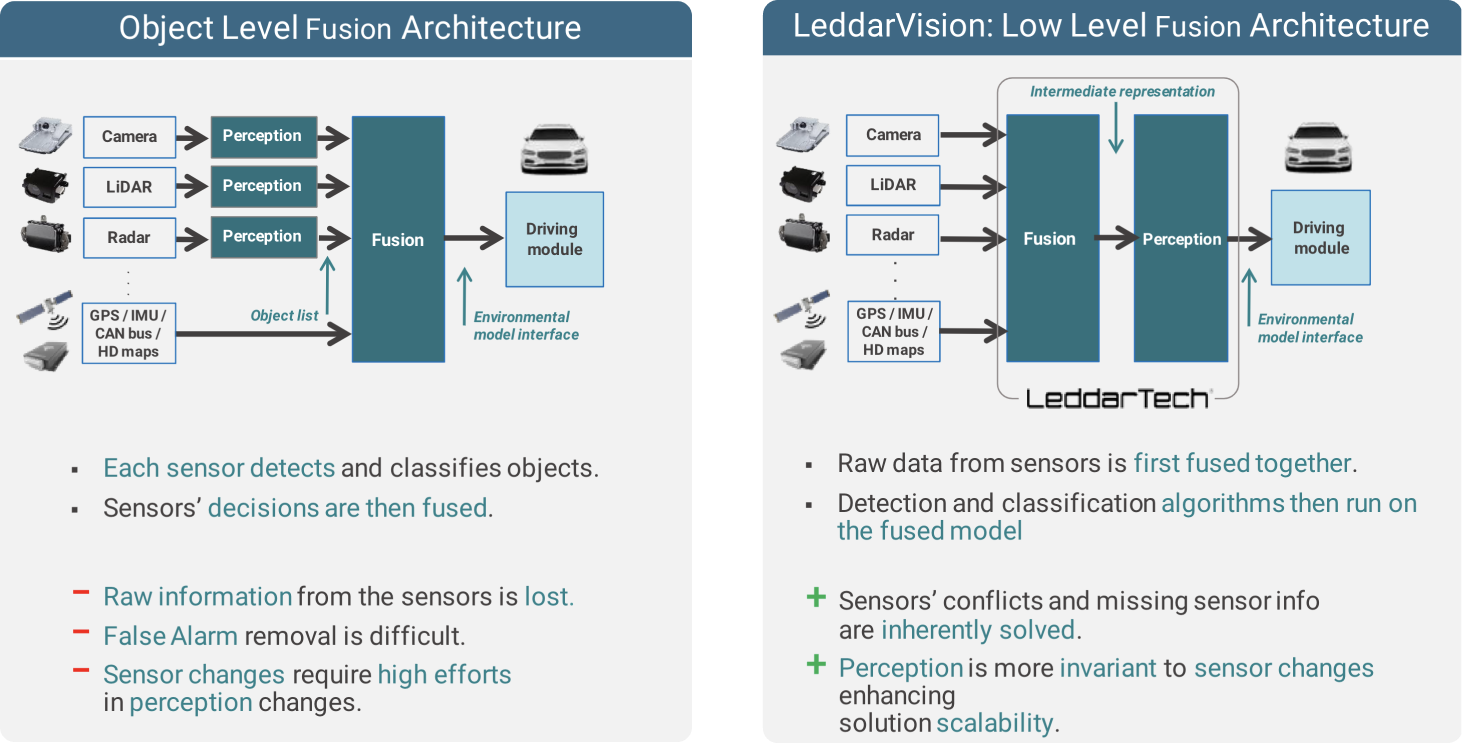 Object Level Fusion Architecture
Camera
Perception
LiDAR
Perception
Radar
Perception
Fusion
Driving
module
GPS / IMU /
CAN bus /
HD maps
Object list
Environmental
model interface
▪ Each sensor detects and classifies objects.
▪ Sensors’ decisions are then fused.
– Raw information from the sensors is lost.
– False Alarm removal is difficult.
– Sensor changes require high efforts
in perception changes.
LeddarVision: Low Level Fusion Architecture
Intermediate representation
Camera
LiDAR
Radar
Fusion
Perception
Driving
module
GPS / IMU /
CAN bus /
HD maps
Environmental
model interface
LeddarTech®
▪ Raw data from sensors is first fused together.
▪ Detection and classification algorithms then run on
the fused model
+ Sensors’ conflicts and missing sensor info
are inherently solved.
+ Perception is more invariant to sensor changes
enhancing
solution scalability.